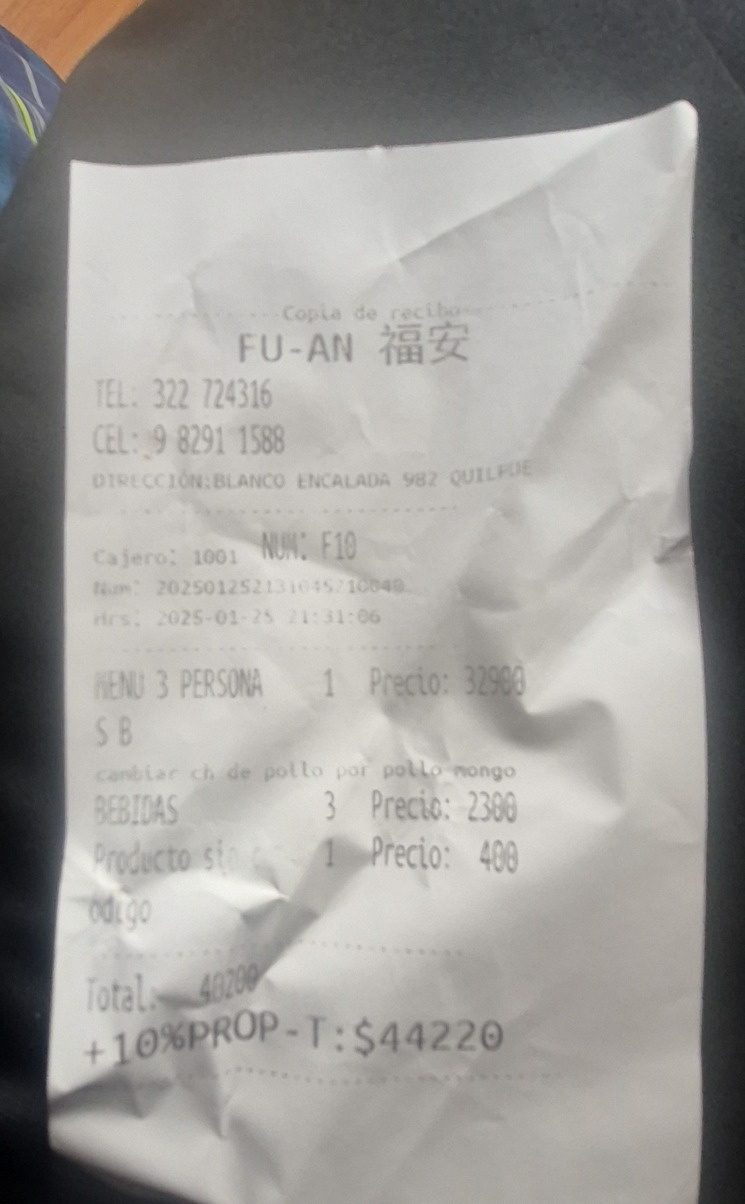 Copia de recibo
FU-AN 福安
TEL: 322 724316
CEL: 9 8291 1588
DIRECCIÓN:BLANCO ENCALADA 982 QUILPUE
Cajero: 1001 NUM: F10
Num:
Hrs: 2025-01-25 21:31:06
MENU 3 PERSONA 1 Precio: 32900
S B
cambiar ch de pollo por pollo mongo
BEBIDAS 3 Precio: 2300
Producto sin c 1 Precio: 400
ódigo
Total: 40200
+10%PROP-T:$44220